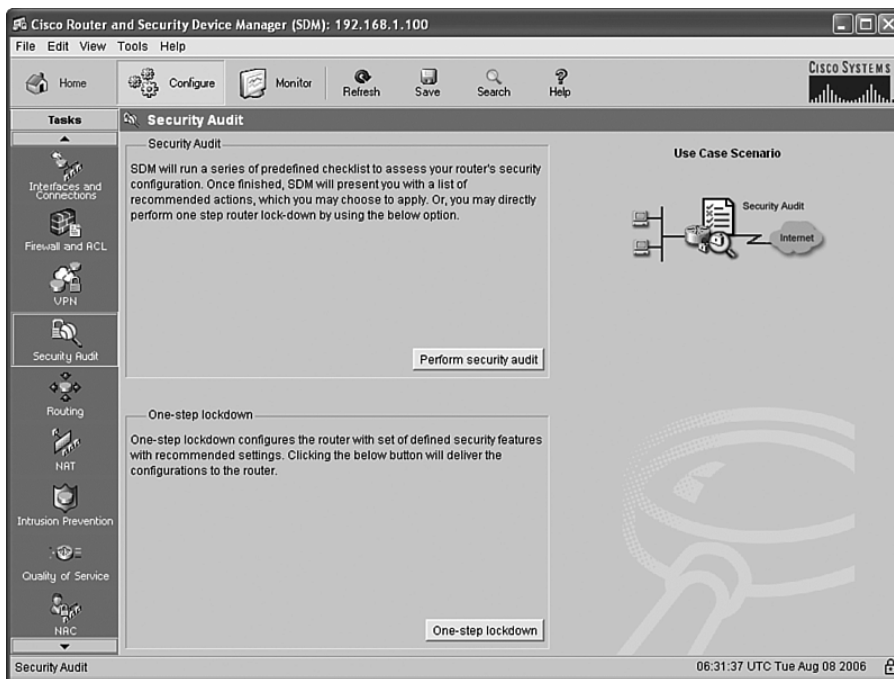 Cisco Router and Security Device Manager (SDM): 192.168.1.100
File Edit View Tools Help
Home Configure Monitor Refresh Save Search Help
CISCO SYSTEMS
Tasks
Interfaces and Connections
Firewall and ACL
VPN
Security Audit
Routing
NAT
Intrusion Prevention
Quality of Service
NAC
Security Audit
Security Audit
SDM will run a series of predefined checklist to assess your router's security
configuration. Once finished, SDM will present you with a list of
recommended actions, which you may choose to apply. Or, you may directly
perform one step router lock-down by using the below option.
Perform security audit
One-step lockdown
One-step lockdown configures the router with set of defined security features
with recommended settings. Clicking the below button will deliver the
configurations to the router.
One-step lockdown
Use Case Scenario
Security Audit
Internet
Security Audit
06:31:37 UTC Tue Aug 08 2006